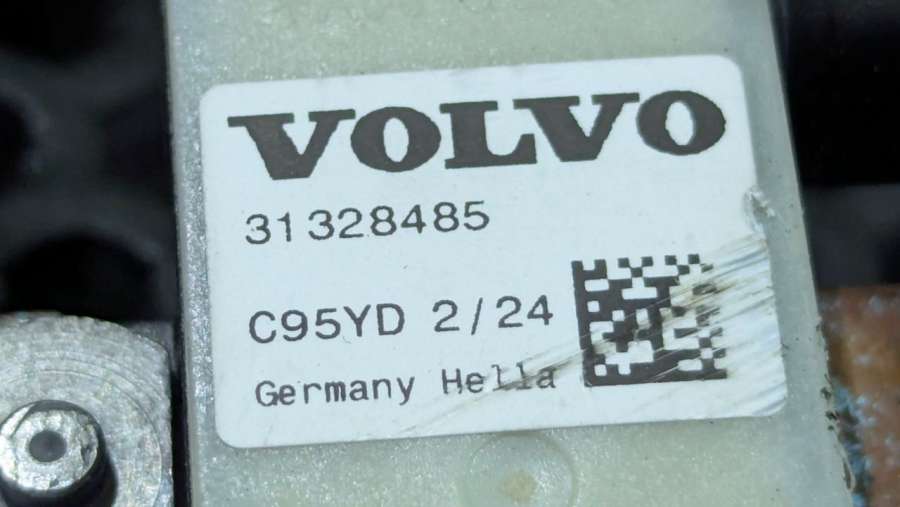 VOLVO
31328485
C95YD 2/24
Germany Hella